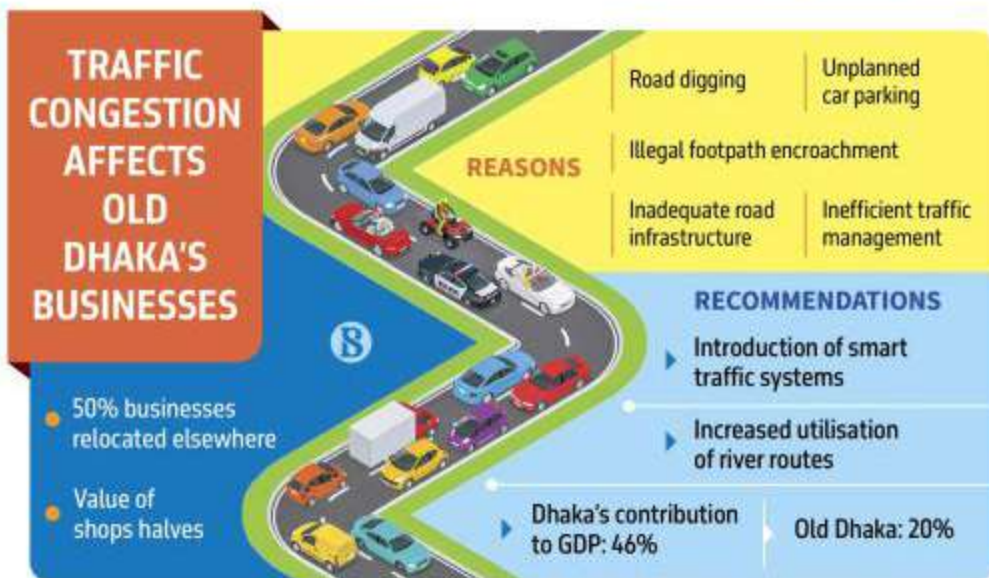 TRAFFIC
CONGESTION
AFFECTS
OLD
DHAKA'S
BUSINESSES
50% businesses
relocated elsewhere
Value of
shops halves
REASONS
Road digging
Unplanned
car parking
Illegal footpath encroachment
Inadequate road
infrastructure
Inefficient traffic
management
RECOMMENDATIONS
Introduction of smart
traffic systems
Increased utilisation
of river routes
Dhaka's contribution
to GDP: 46%
Old Dhaka: 20%